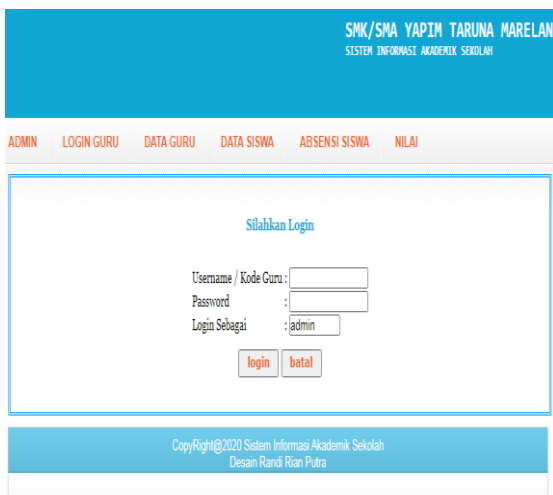 SMK/SMA YAPIM TARUNA MARELAN
SISTEM INFORMASI AKADEMIK SEKOLAH
ADMIN LOGIN GURU DATA GURU DATA SISWA ABSENSI SISWA NILAI
Silahkan Login
Username / Kode Guru :
Password :
Login Sebagai : admin
login batal
CopyRight@2020 Sistem Informasi Akademik Sekolah
Desain Randi Rian Putra